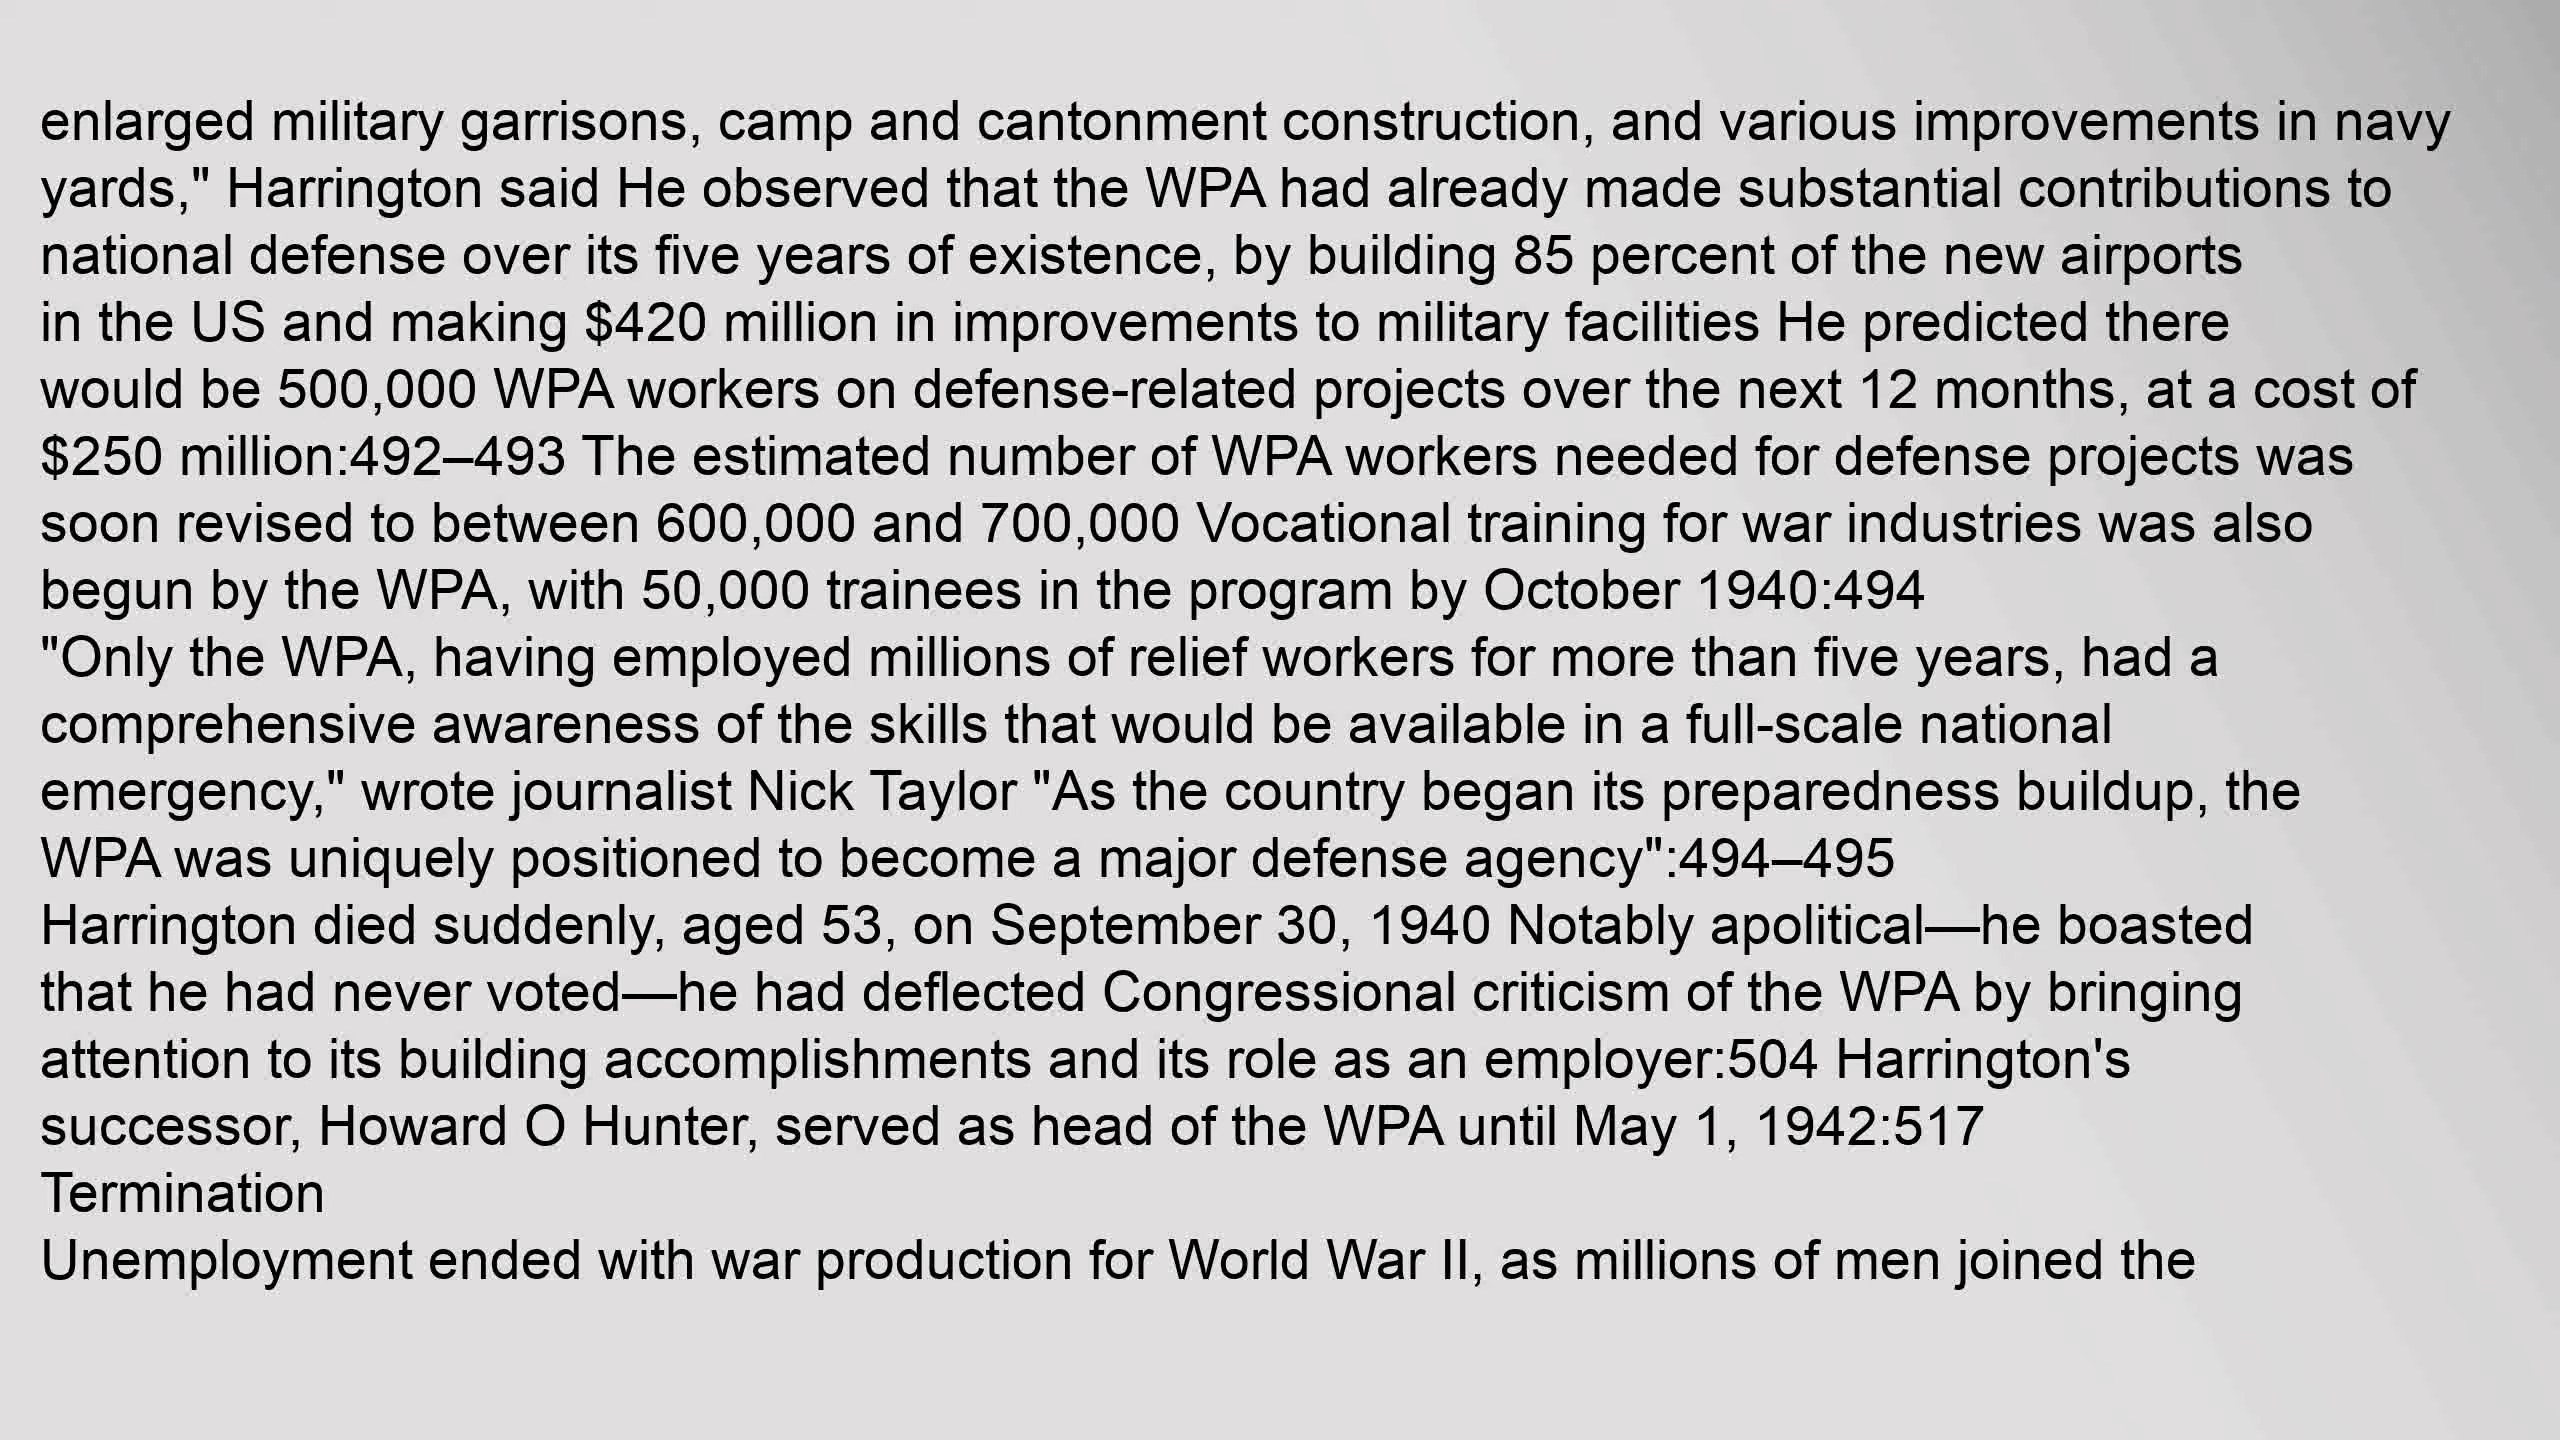 enlarged military garrisons, camp and cantonment construction, and various improvements in navy
yards," Harrington said He observed that the WPA had already made substantial contributions to
national defense over its five years of existence, by building 85 percent of the new airports
in the US and making $420 million in improvements to military facilities He predicted there
would be 500,000 WPA workers on defense-related projects over the next 12 months, at a cost of
$250 million:492–493 The estimated number of WPA workers needed for defense projects was
soon revised to between 600,000 and 700,000 Vocational training for war industries was also
begun by the WPA, with 50,000 trainees in the program by October 1940:494
"Only the WPA, having employed millions of relief workers for more than five years, had a
comprehensive awareness of the skills that would be available in a full-scale national
emergency," wrote journalist Nick Taylor "As the country began its preparedness buildup, the
WPA was uniquely positioned to become a major defense agency":494–495
Harrington died suddenly, aged 53, on September 30, 1940 Notably apolitical—he boasted
that he had never voted—he had deflected Congressional criticism of the WPA by bringing
attention to its building accomplishments and its role as an employer:504 Harrington's
successor, Howard O Hunter, served as head of the WPA until May 1, 1942:517
Termination
Unemployment ended with war production for World War II, as millions of men joined the